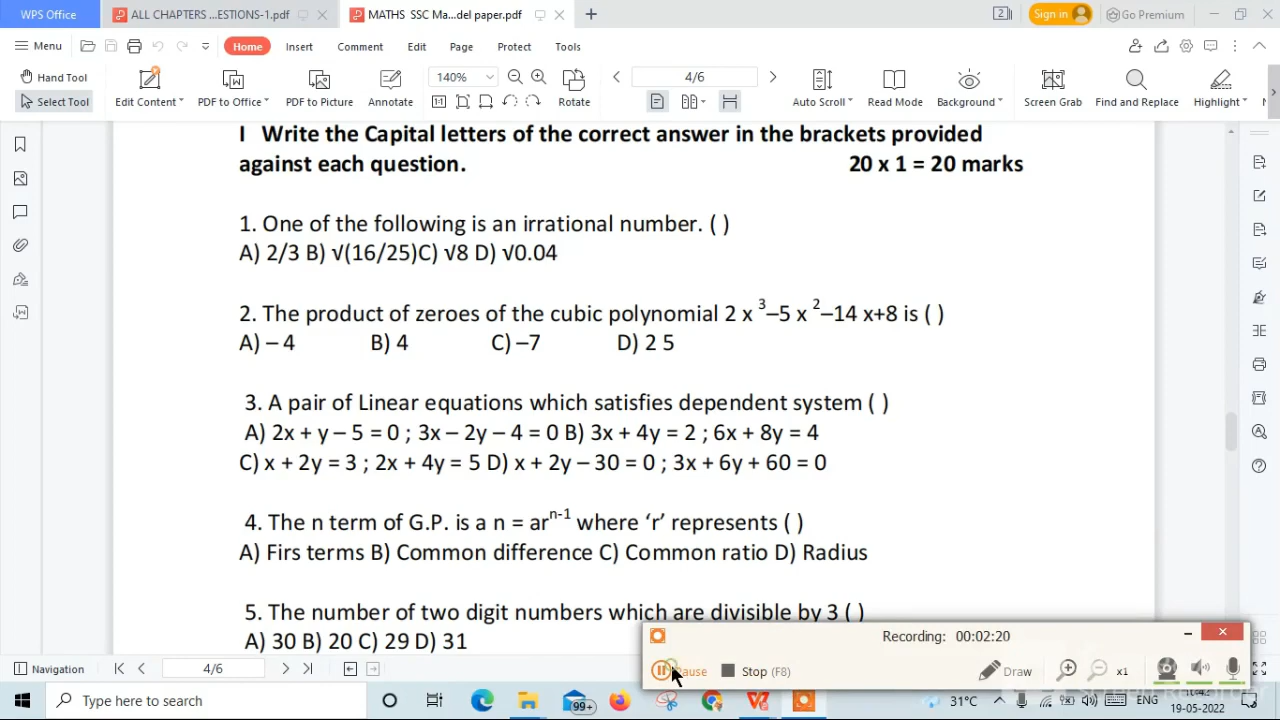 WPS Office
ALL CHAPTERS ...ESTIONS-1.pdf
MATHS SSC Ma...del paper.pdf
Sign in
Go Premium
Menu
Home
Insert
Comment
Edit
Page
Protect
Tools
Hand Tool
Select Tool
Edit Content
PDF to Office
PDF to Picture
Annotate
140%
Rotate
4/6
Auto Scroll
Read Mode
Background
Screen Grab
Find and Replace
Highlight
I Write the Capital letters of the correct answer in the brackets provided
against each question. 20 x 1 = 20 marks
1. One of the following is an irrational number. ( )
A) 2/3 B) √(16/25)C) √8 D) √0.04
2. The product of zeroes of the cubic polynomial 2 x 3–5 x 2–14 x+8 is ( )
A) – 4 B) 4 C) –7 D) 2 5
3. A pair of Linear equations which satisfies dependent system ( )
A) 2x + y – 5 = 0 ; 3x – 2y – 4 = 0 B) 3x + 4y = 2 ; 6x + 8y = 4
C) x + 2y = 3 ; 2x + 4y = 5 D) x + 2y – 30 = 0 ; 3x + 6y + 60 = 0
4. The n term of G.P. is a n = arn-1 where ‘r’ represents ( )
A) Firs terms B) Common difference C) Common ratio D) Radius
5. The number of two digit numbers which are divisible by 3 ( )
A) 30 B) 20 C) 29 D) 31
Recording: 00:02:20
Pause
Stop (F8)
Draw
x1
Navigation
4/6
Type here to search
99+
31°C
ENG
19-05-2022